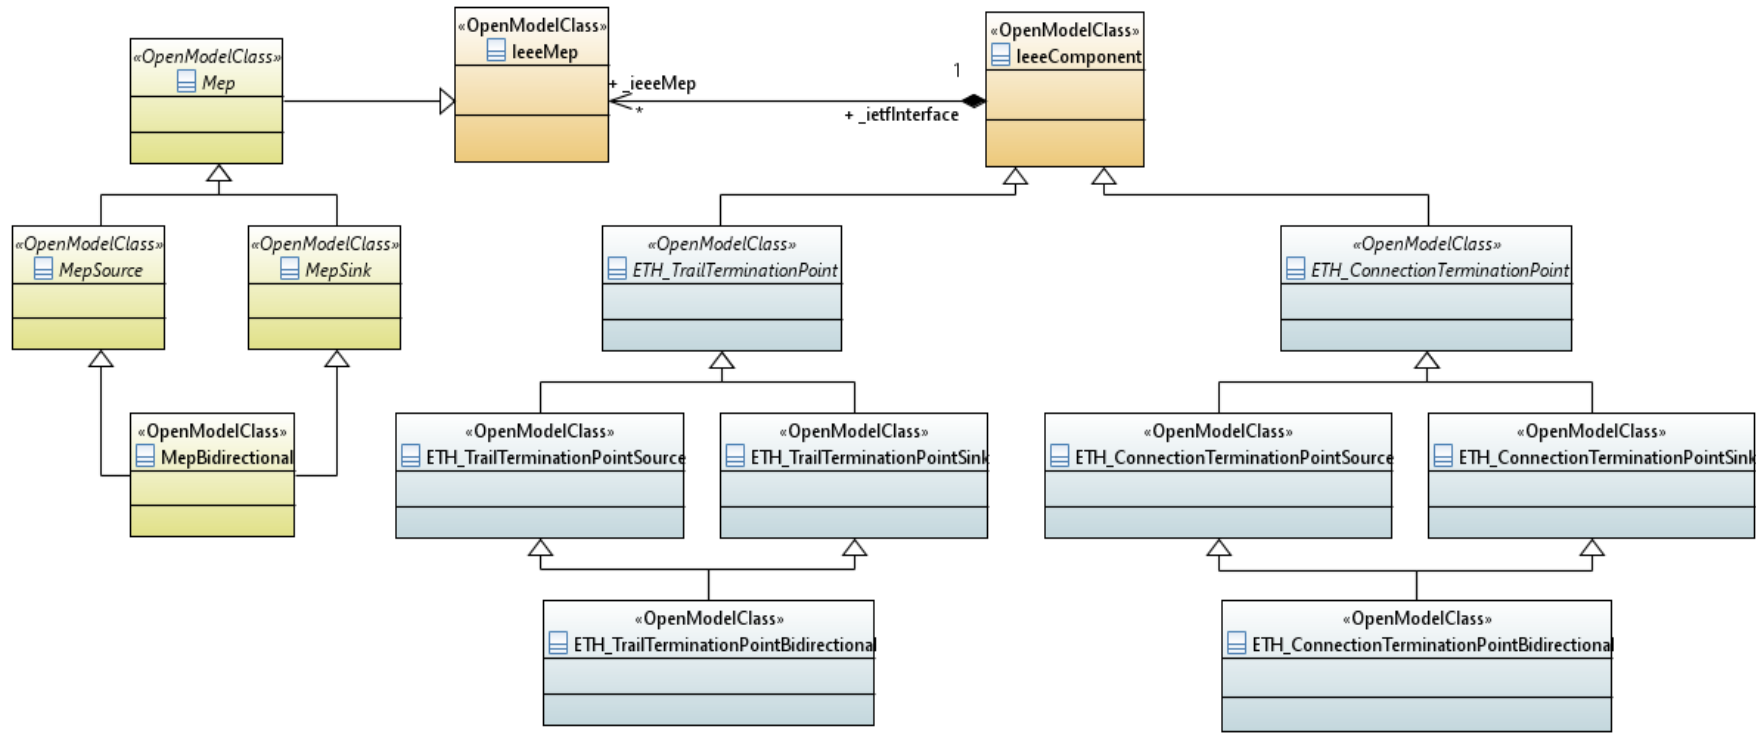 «OpenModelClass»
IeeeMep
«OpenModelClass»
IeeeComponent
«OpenModelClass»
Mep
+ _ieeeMep
*
1
+ _ietfInterface
«OpenModelClass»
MepSource
«OpenModelClass»
MepSink
«OpenModelClass»
ETH_TrailTerminationPoint
«OpenModelClass»
ETH_ConnectionTerminationPoint
«OpenModelClass»
MepBidirectional
«OpenModelClass»
ETH_TrailTerminationPointSource
«OpenModelClass»
ETH_TrailTerminationPointSink
«OpenModelClass»
ETH_ConnectionTerminationPointSource
«OpenModelClass»
ETH_ConnectionTerminationPointSink
«OpenModelClass»
ETH_TrailTerminationPointBidirectional
«OpenModelClass»
ETH_ConnectionTerminationPointBidirectional